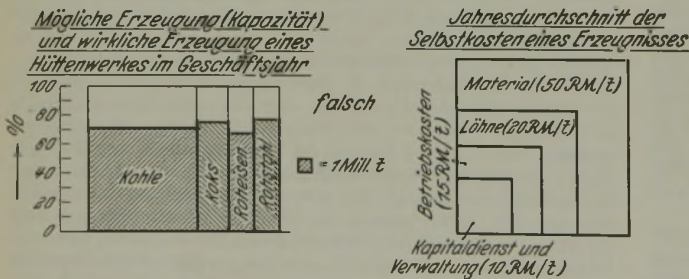 Mögliche Erzeugung (Kapazität)
und wirkliche Erzeugung eines
Hüttenwerkes im Geschäftsjahr
%
100
80
60
40
20
0
Kohle
Koks
Roheisen
Rohstahl
falsch
= 1 Mill. t
Jahresdurchschnitt der
Selbstkosten eines Erzeugnisses
Material (50 RM/t)
Löhne (20 RM/t)
Betriebskosten
(15 RM/t)
Kapitaldienst und
Verwaltung (10 RM/t)